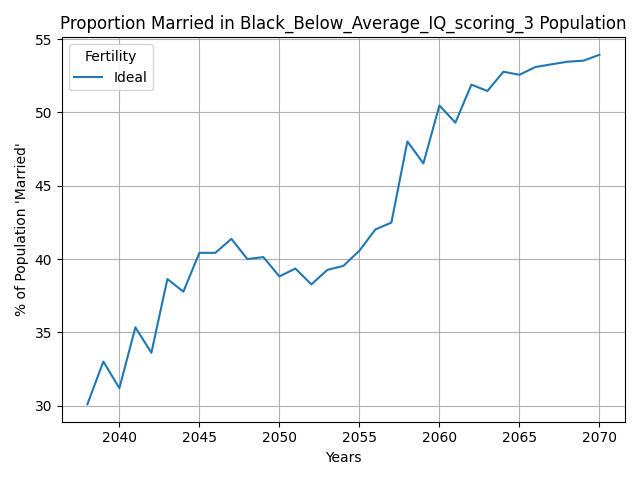 Proportion Married in Black_Below_Average_IQ_scoring_3 Population
Fertility
Ideal
% of Population 'Married'
55
50
45
40
35
30
2040
2045
2050
2055
2060
2065
2070
Years